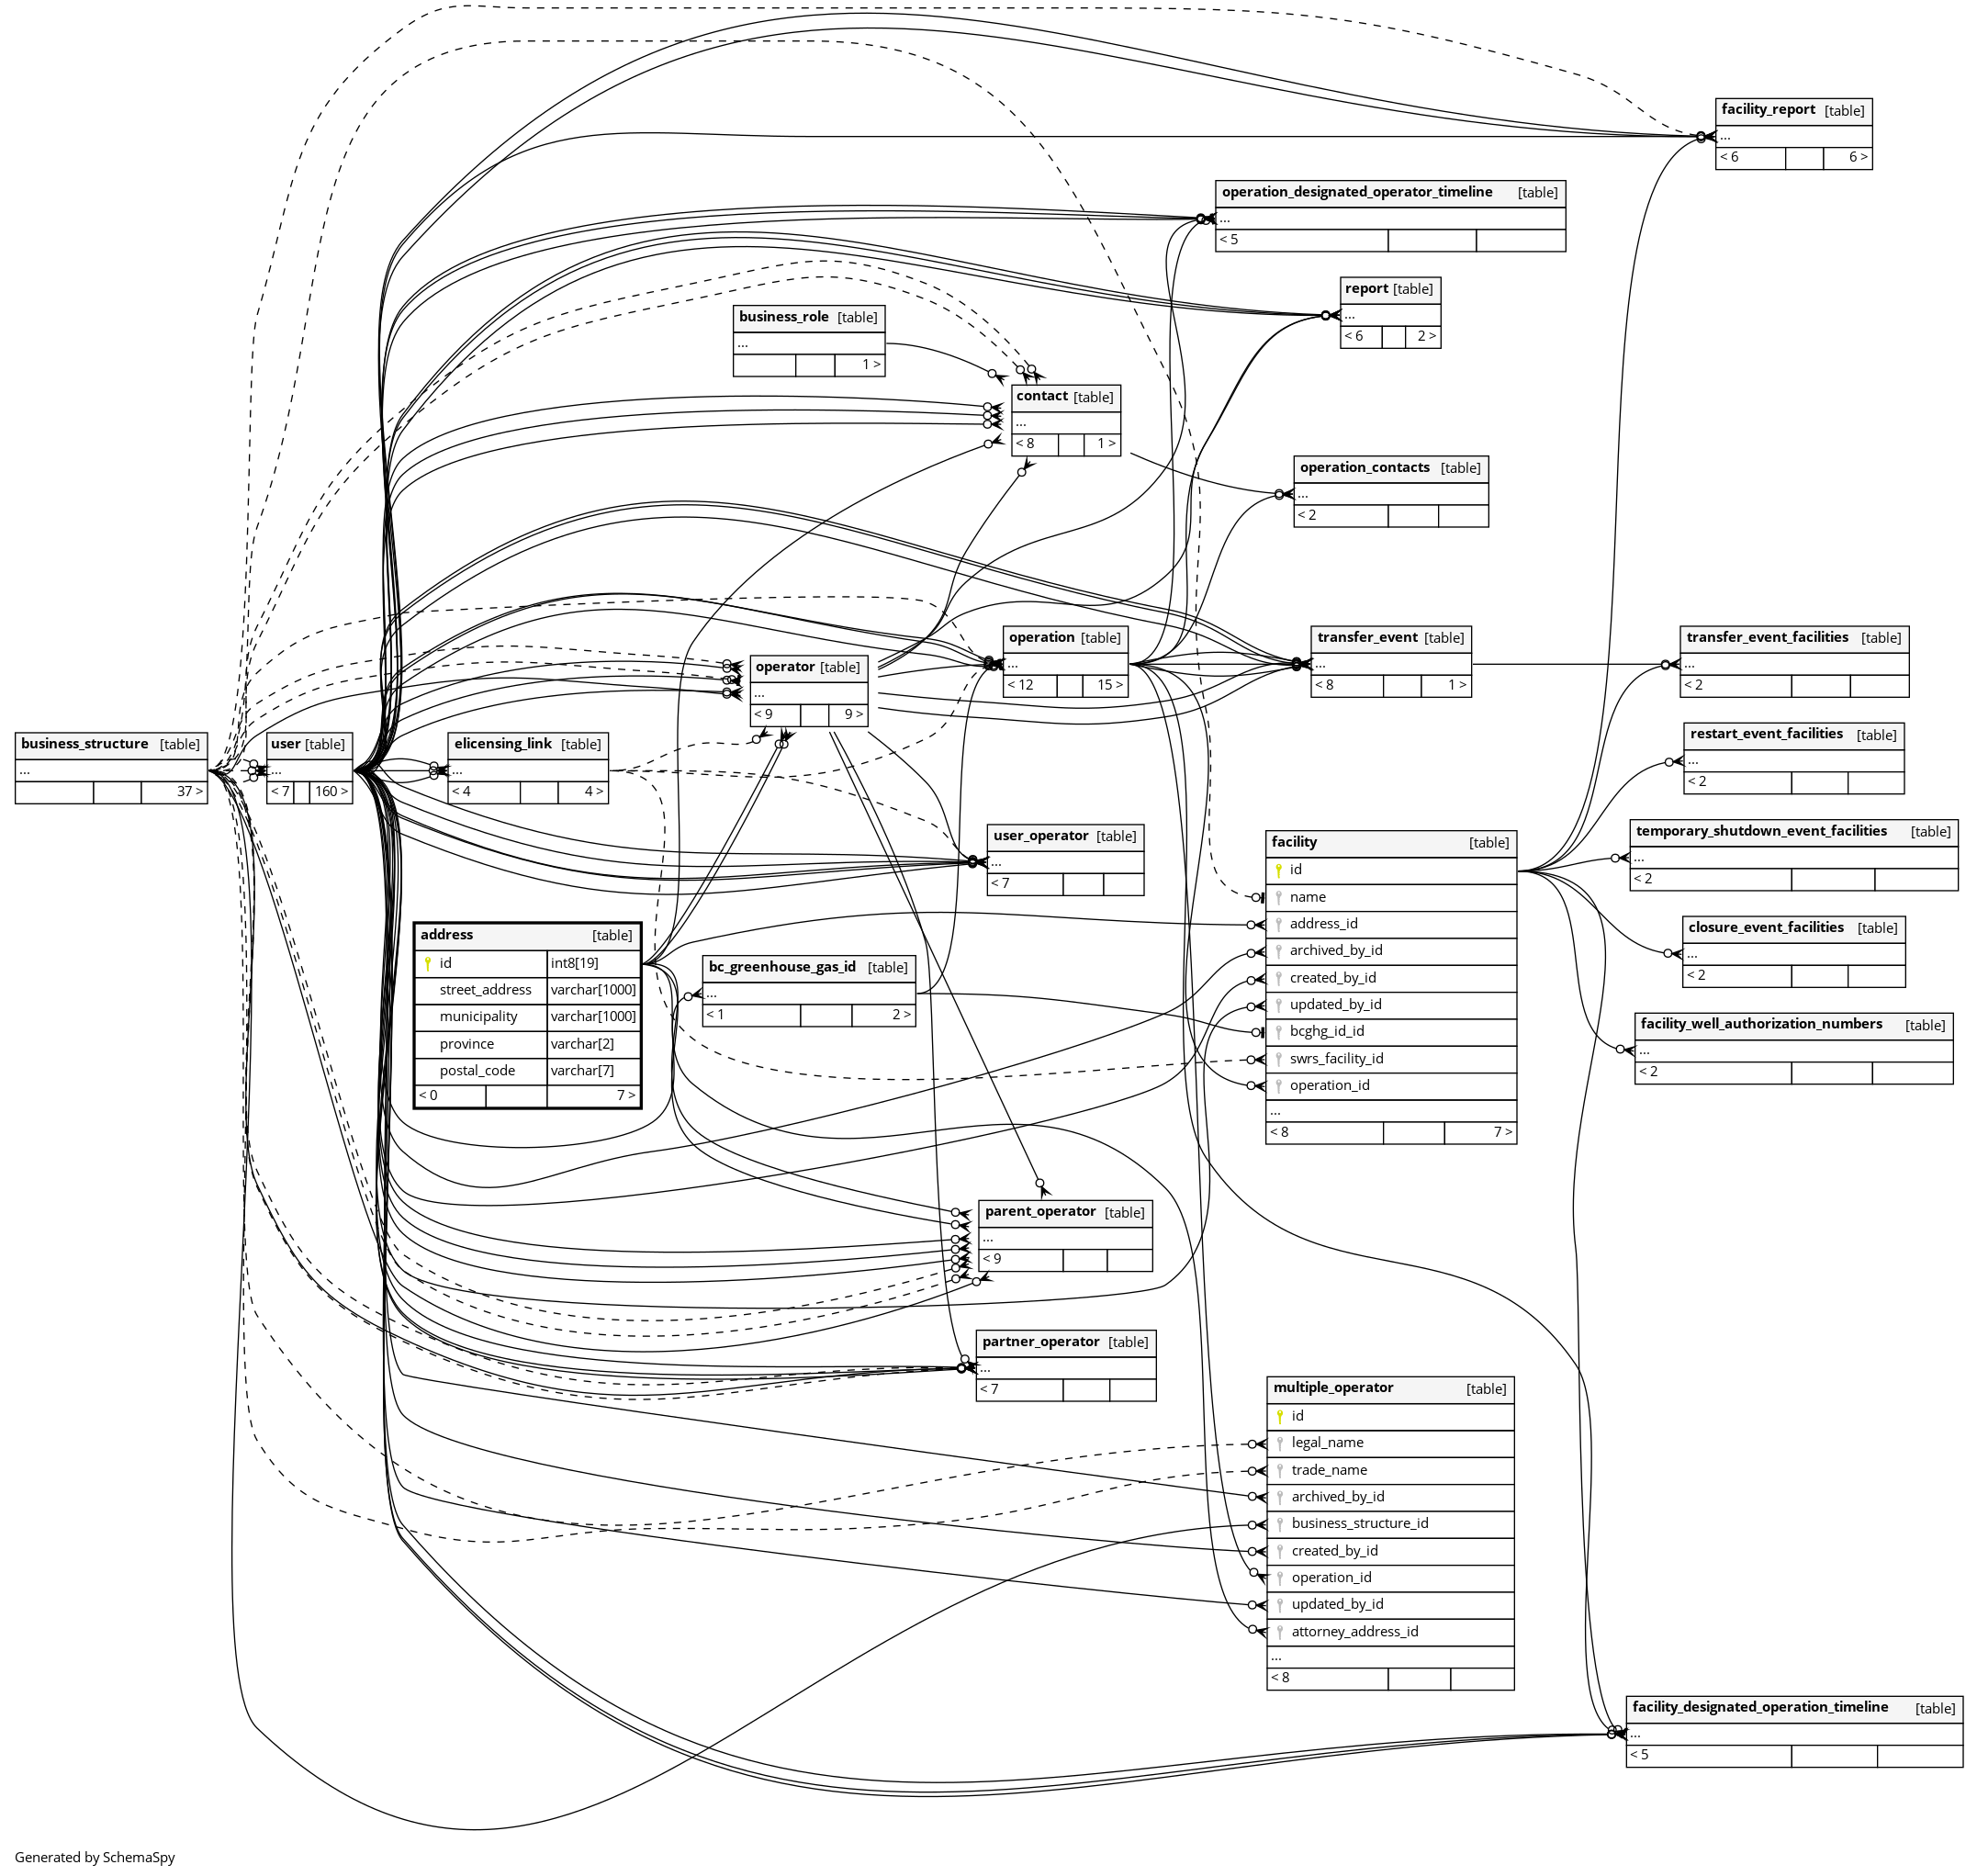 facility_report [table]
...
< 6 6 >
operation_designated_operator_timeline [table]
...
< 5
report [table]
...
< 6 2 >
business_role [table]
...
1 >
contact [table]
...
< 8 1 >
operation_contacts [table]
...
< 2
operation [table]
...
< 12 15 >
transfer_event [table]
...
< 8 1 >
transfer_event_facilities [table]
...
< 2
operator [table]
...
< 9 9 >
restart_event_facilities [table]
...
< 2
business_structure [table]
...
37 >
user [table]
...
< 7 160 >
elicensing_link [table]
...
< 4 4 >
user_operator [table]
...
< 7
temporary_shutdown_event_facilities [table]
...
< 2
facility [table]
id
name
address_id
archived_by_id
created_by_id
updated_by_id
bcghg_id_id
swrs_facility_id
operation_id
...
< 8 7 >
closure_event_facilities [table]
...
< 2
address [table]
id int8[19]
street_address varchar[1000]
municipality varchar[1000]
province varchar[2]
postal_code varchar[7]
< 0 7 >
bc_greenhouse_gas_id [table]
...
< 1 2 >
facility_well_authorization_numbers [table]
...
< 2
parent_operator [table]
...
< 9
partner_operator [table]
...
< 7
multiple_operator [table]
id
legal_name
trade_name
archived_by_id
business_structure_id
created_by_id
operation_id
updated_by_id
attorney_address_id
...
< 8
facility_designated_operation_timeline [table]
...
< 5
Generated by SchemaSpy